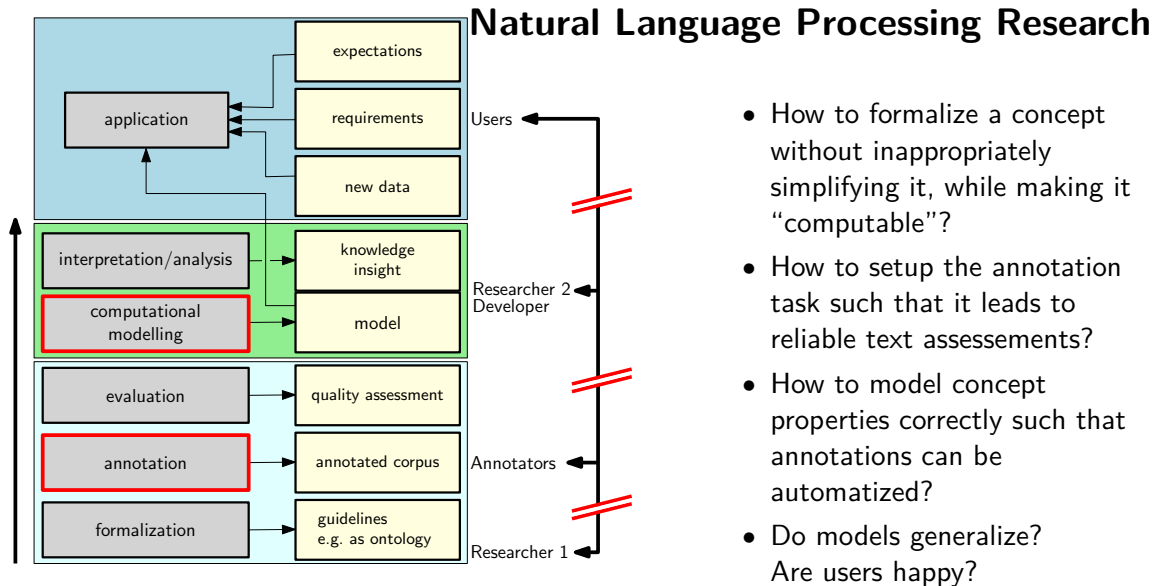 Natural Language Processing Research
expectations
application
requirements
Users
new data
interpretation/analysis
knowledge
insight
Researcher 2
Developer
computational
modelling
model
evaluation
quality assessment
annotation
annotated corpus
Annotators
formalization
guidelines
e.g. as ontology
Researcher 1
• How to formalize a concept
without inappropriately
simplifying it, while making it
“computable”?
• How to setup the annotation
task such that it leads to
reliable text assessements?
• How to model concept
properties correctly such that
annotations can be
automatized?
• Do models generalize?
Are users happy?